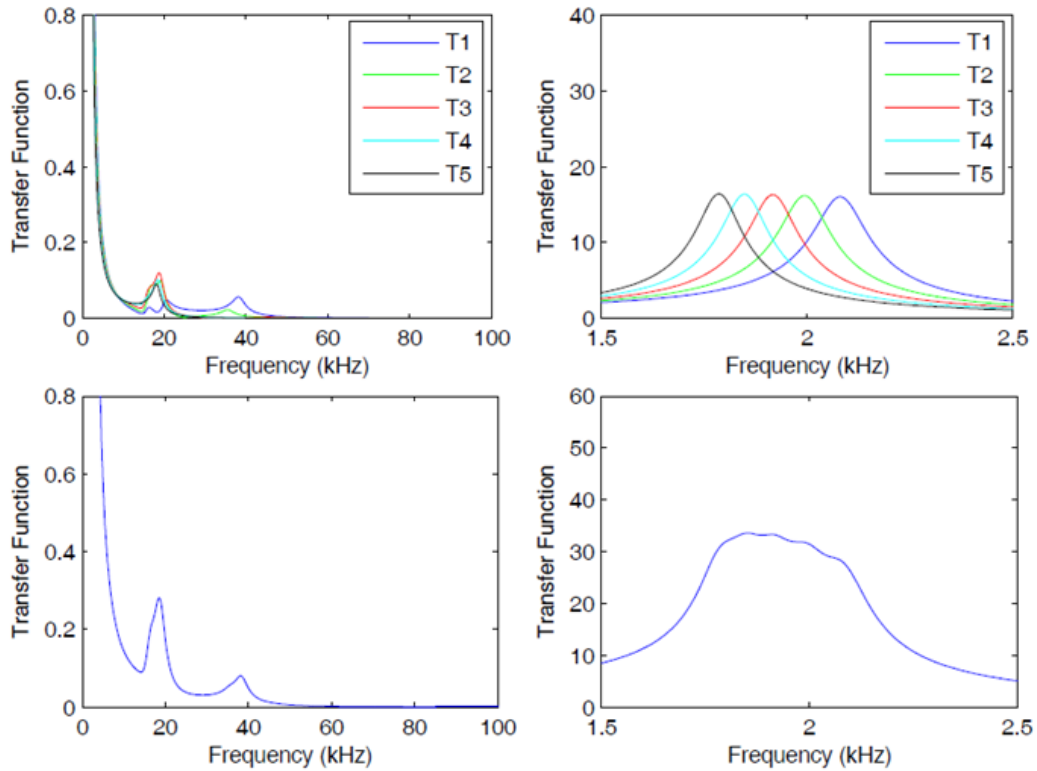 0.8
0.6
0.4
0.2
0
0 20 40 60 80 100
Transfer Function
Frequency (kHz)
T1
T2
T3
T4
T5
40
30
20
10
0
1.5 2 2.5
Transfer Function
Frequency (kHz)
T1
T2
T3
T4
T5
0.8
0.6
0.4
0.2
0
0 20 40 60 80 100
Transfer Function
Frequency (kHz)
60
50
40
30
20
10
0
1.5 2 2.5
Transfer Function
Frequency (kHz)